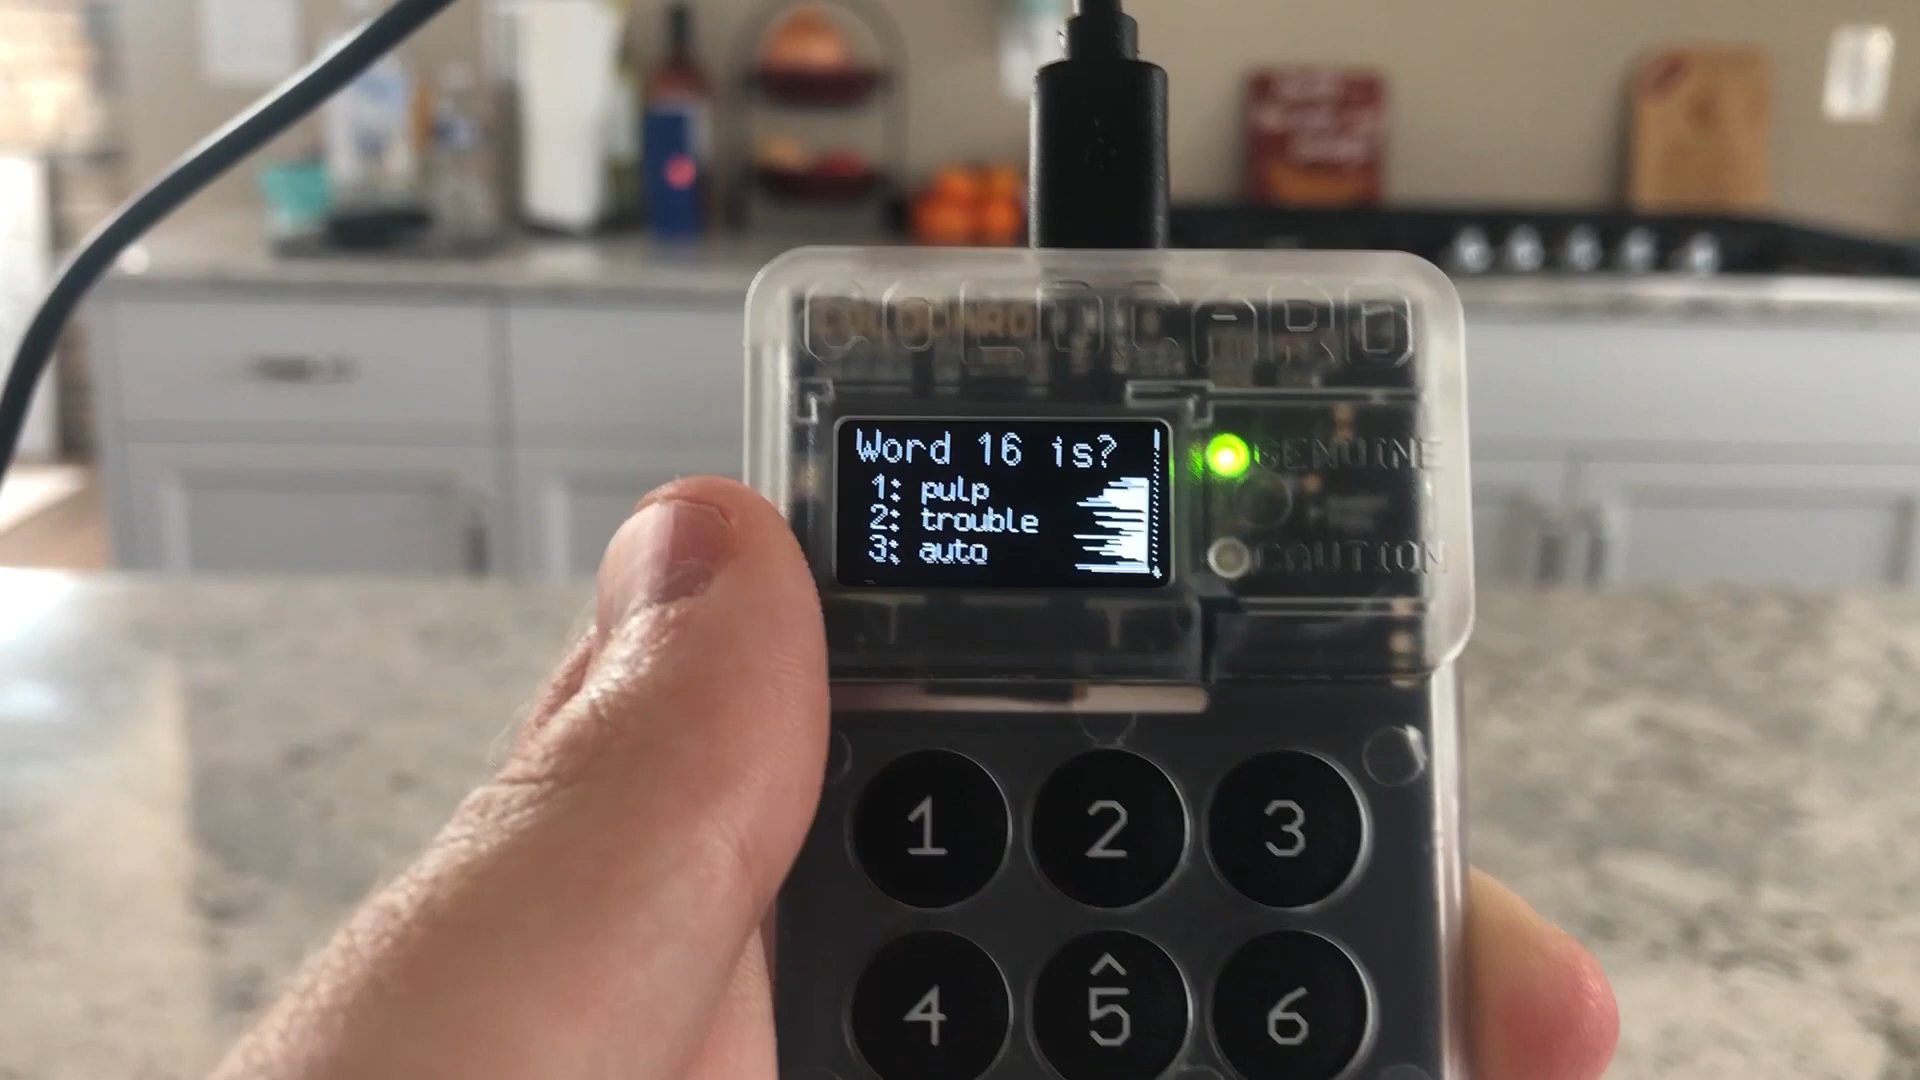 COLDCARD
Word 16 is?
1: pulp
2: trouble
3: auto
GENUINE
CAUTION
1 2 3
4 5 6